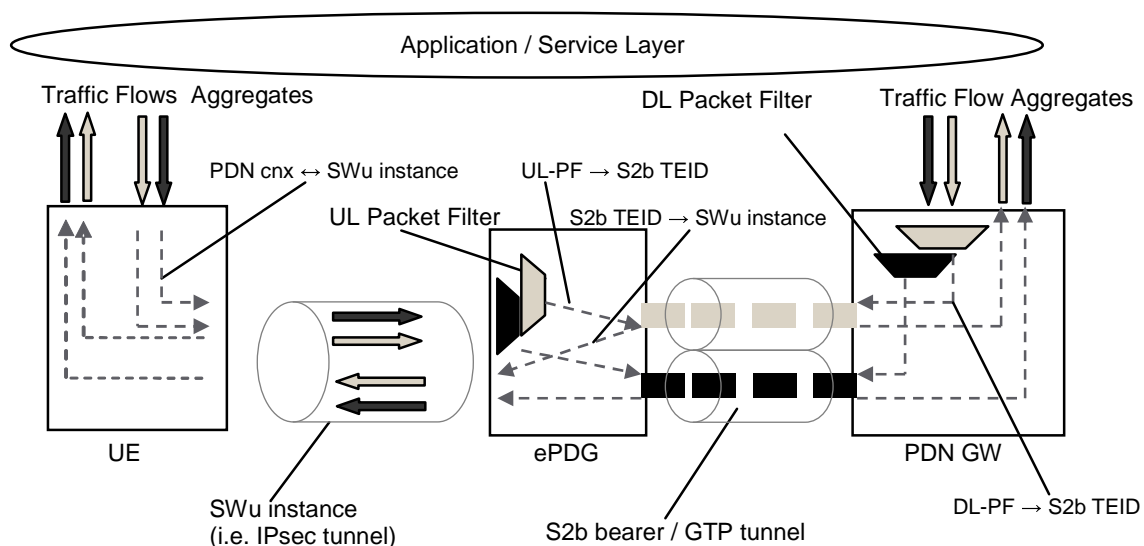 Application / Service Layer
Traffic Flows Aggregates
DL Packet Filter
Traffic Flow Aggregates
PDN cnx ↔ SWu instance
UL-PF → S2b TEID
UL Packet Filter
S2b TEID → SWu instance
UE
ePDG
PDN GW
SWu instance
(i.e. IPsec tunnel)
S2b bearer / GTP tunnel
DL-PF → S2b TEID